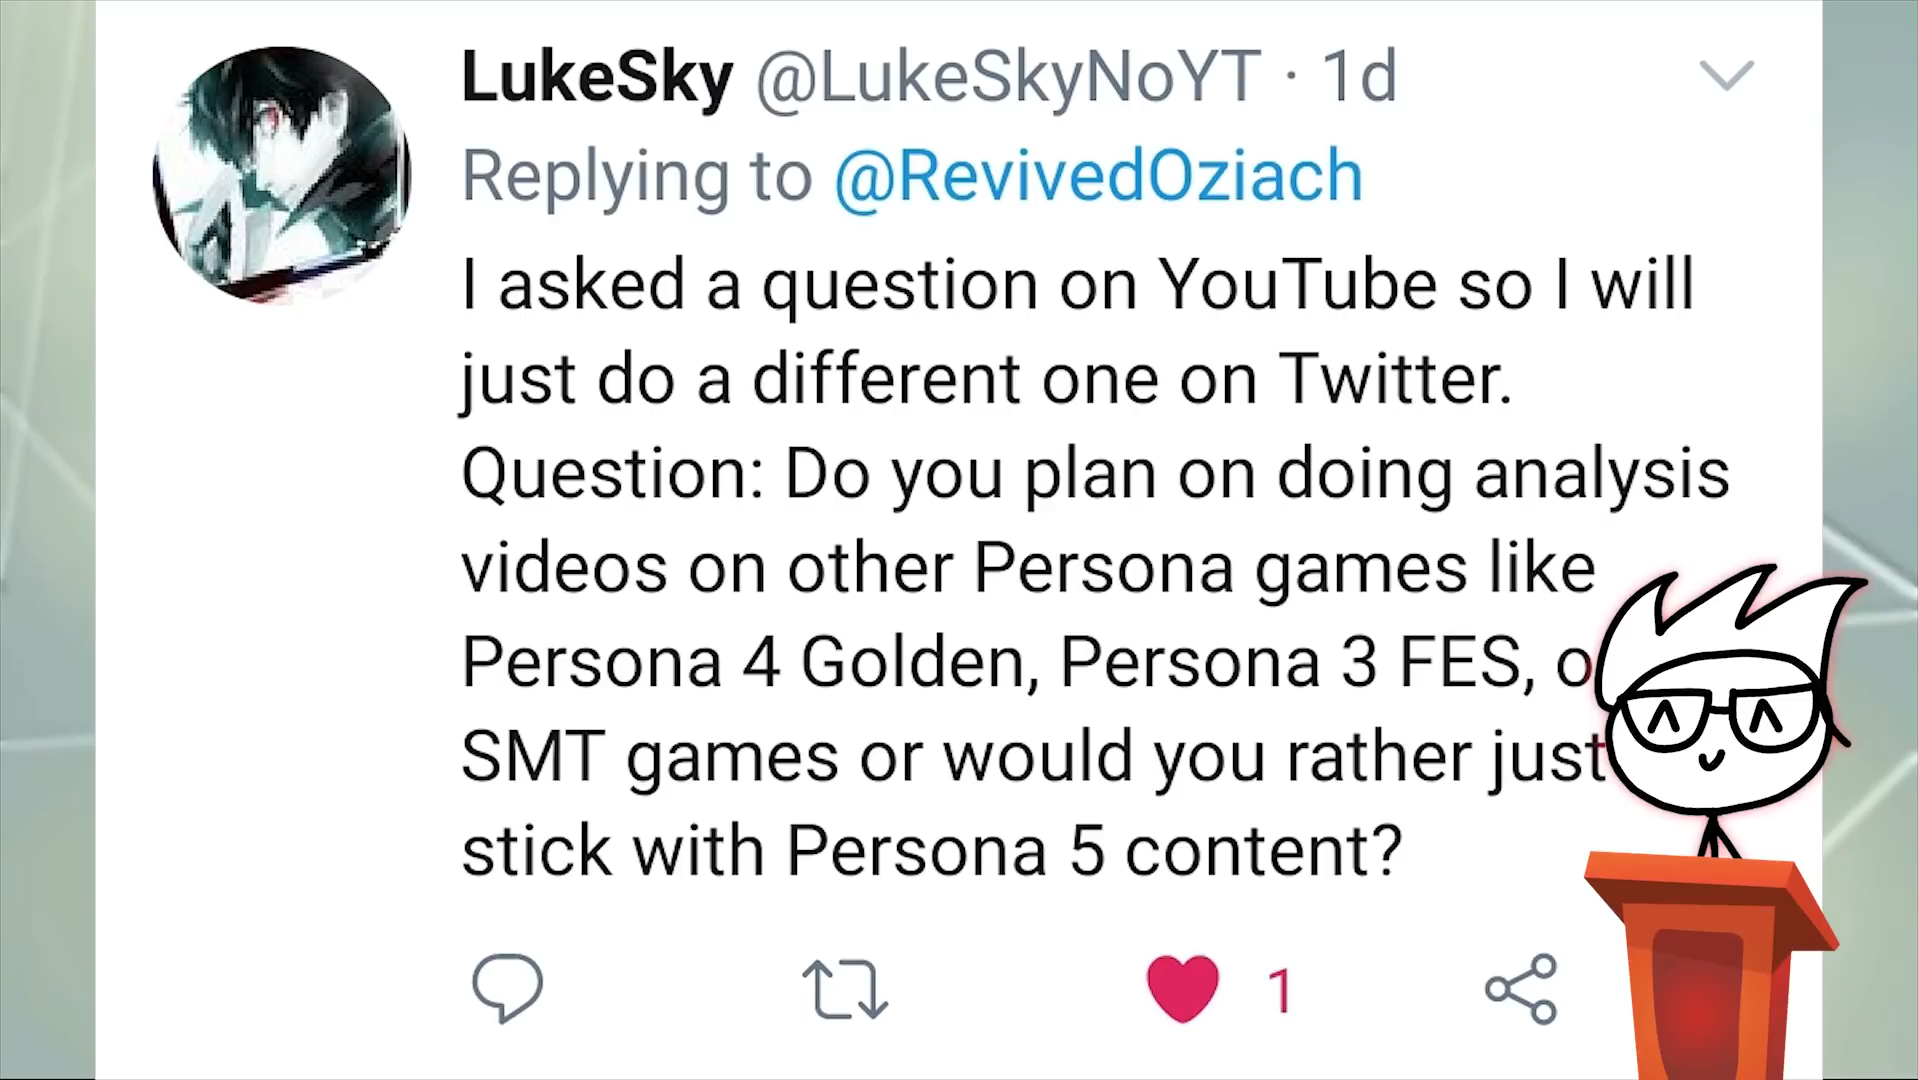 LukeSky @LukeSkyNoYT · 1d
Replying to @RevivedOziach
I asked a question on YouTube so I will
just do a different one on Twitter.
Question: Do you plan on doing analysis
videos on other Persona games like
Persona 4 Golden, Persona 3 FES,
SMT games or would you rather just
stick with Persona 5 content?
1